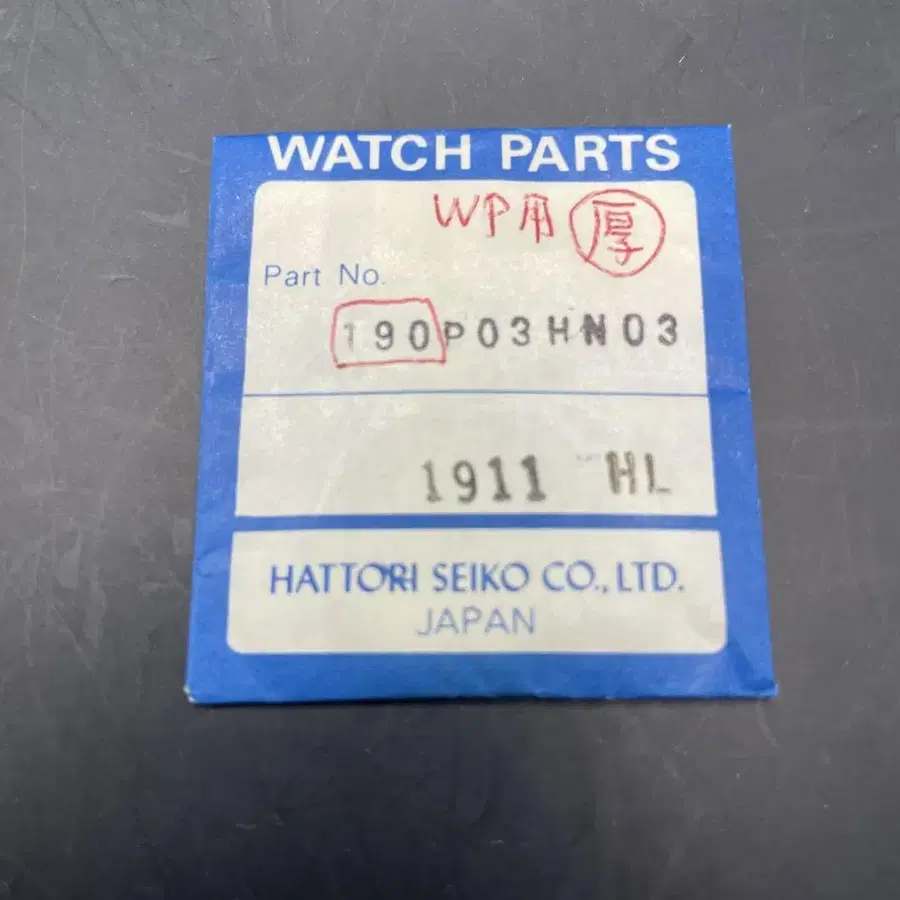 WATCH PARTS
WP用 厚
Part No.
190P03HN03
1911 HL
HATTORI SEIKO CO., LTD.
JAPAN